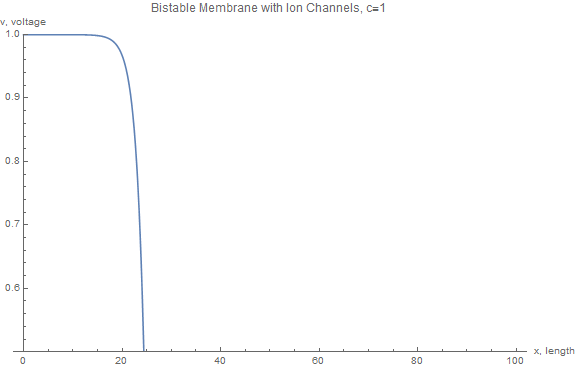 Bistable Membrane with Ion Channels, c=1
v, voltage
1.0
0.9
0.8
0.7
0.6
0 20 40 60 80 100
x, length